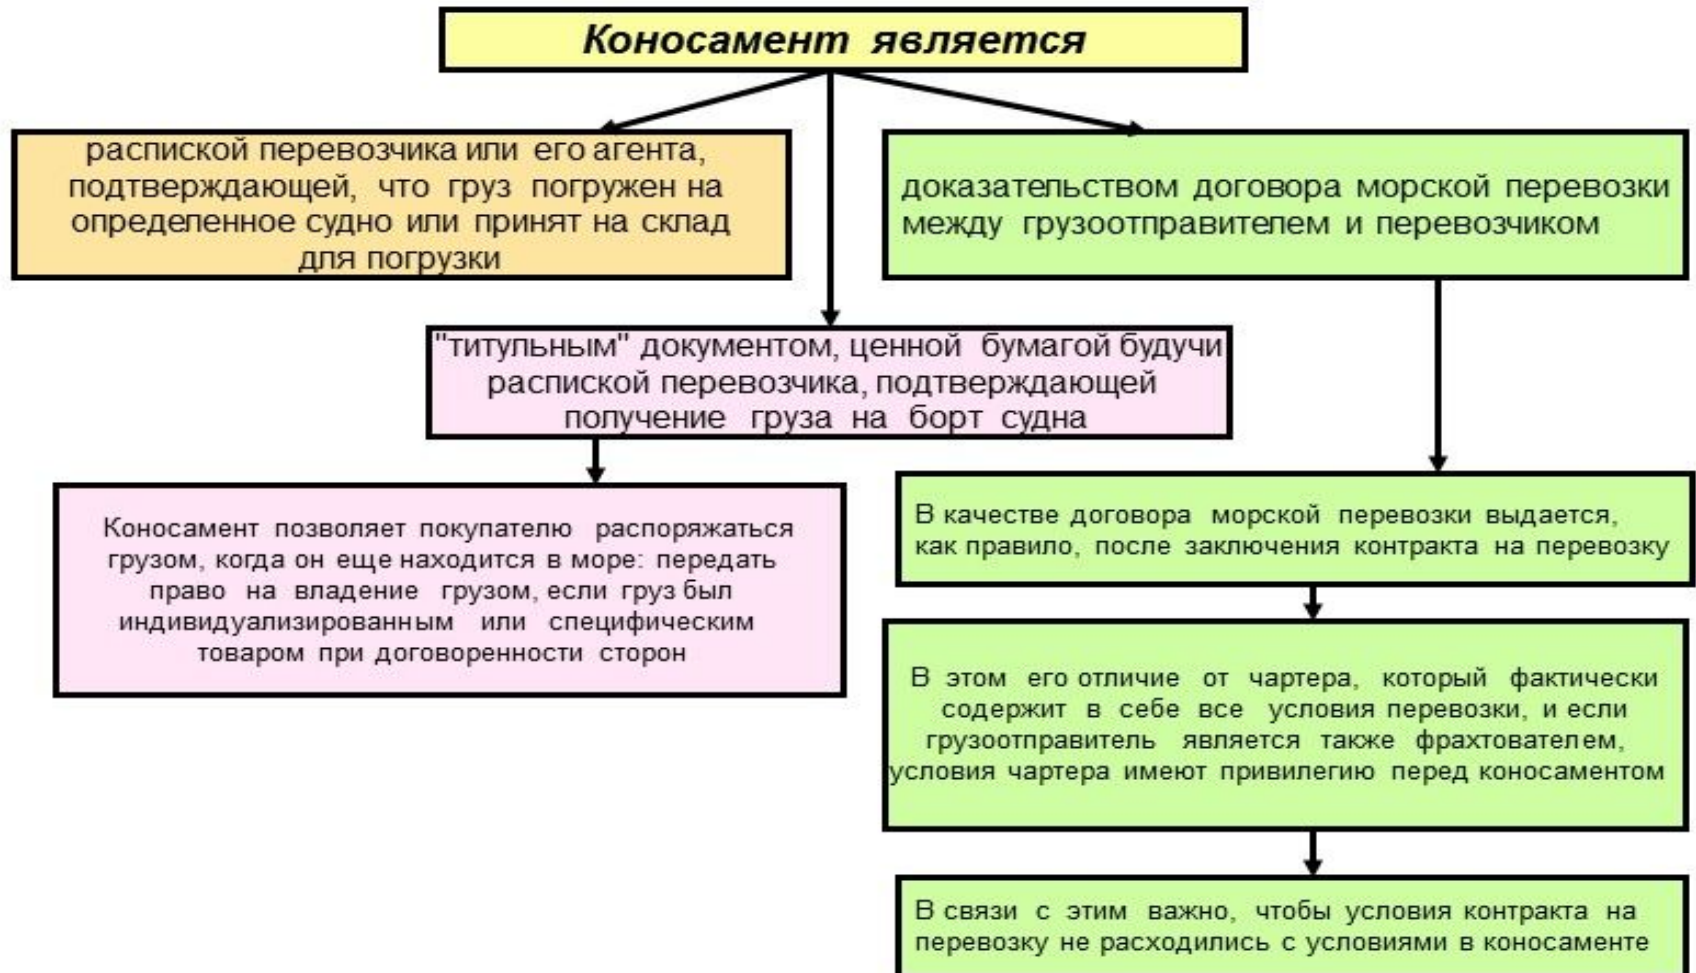 Коносамент является
распиской перевозчика или его агента,
подтверждающей, что груз погружен на
определенное судно или принят на склад
для погрузки
доказательством договора морской перевозки
между грузоотправителем и перевозчиком
"титульным" документом, ценной бумагой будучи
распиской перевозчика, подтверждающей
получение груза на борт судна
Коносамент позволяет покупателю распоряжаться
грузом, когда он еще находится в море: передать
право на владение грузом, если груз был
индивидуализированным или специфическим
товаром при договоренности сторон
В качестве договора морской перевозки выдается,
как правило, после заключения контракта на перевозку
В этом его отличие от чартера, который фактически
содержит в себе все условия перевозки, и если
грузоотправитель является также фрахтователем,
условия чартера имеют привилегию перед коносаментом
В связи с этим важно, чтобы условия контракта на
перевозку не расходились с условиями в коносаменте